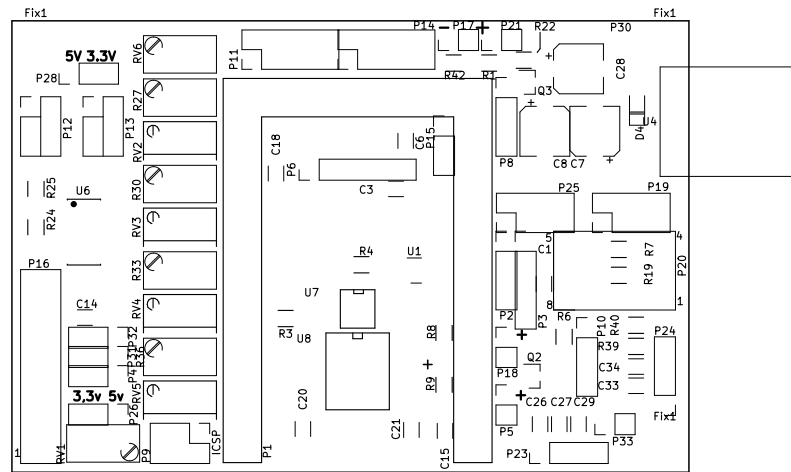 Fix1
Fix1
P14
P17
P21
R22
P30
5V 3.3V
RV6
P11
P28
R42
R1
C28
Q3
R27
P12
P13
RV2
C18
C6
P15
D4
U4
P6
P8
C8
C7
R25
U6
R30
C3
P25
P19
R24
RV3
P16
R33
R4
U1
5
C1
4
R7
R19
P20
U7
8
1
C14
RV4
P2
P3
R6
P10
R40
P32
R3
U8
R8
R39
P24
P31
R36
P4
Q2
C34
P18
R9
C33
3,3v 5v
RV5
P26
C20
C21
P5
C26
C27
C29
Fix1
P33
1
RV1
P9
ICSP
P1
C15
P23